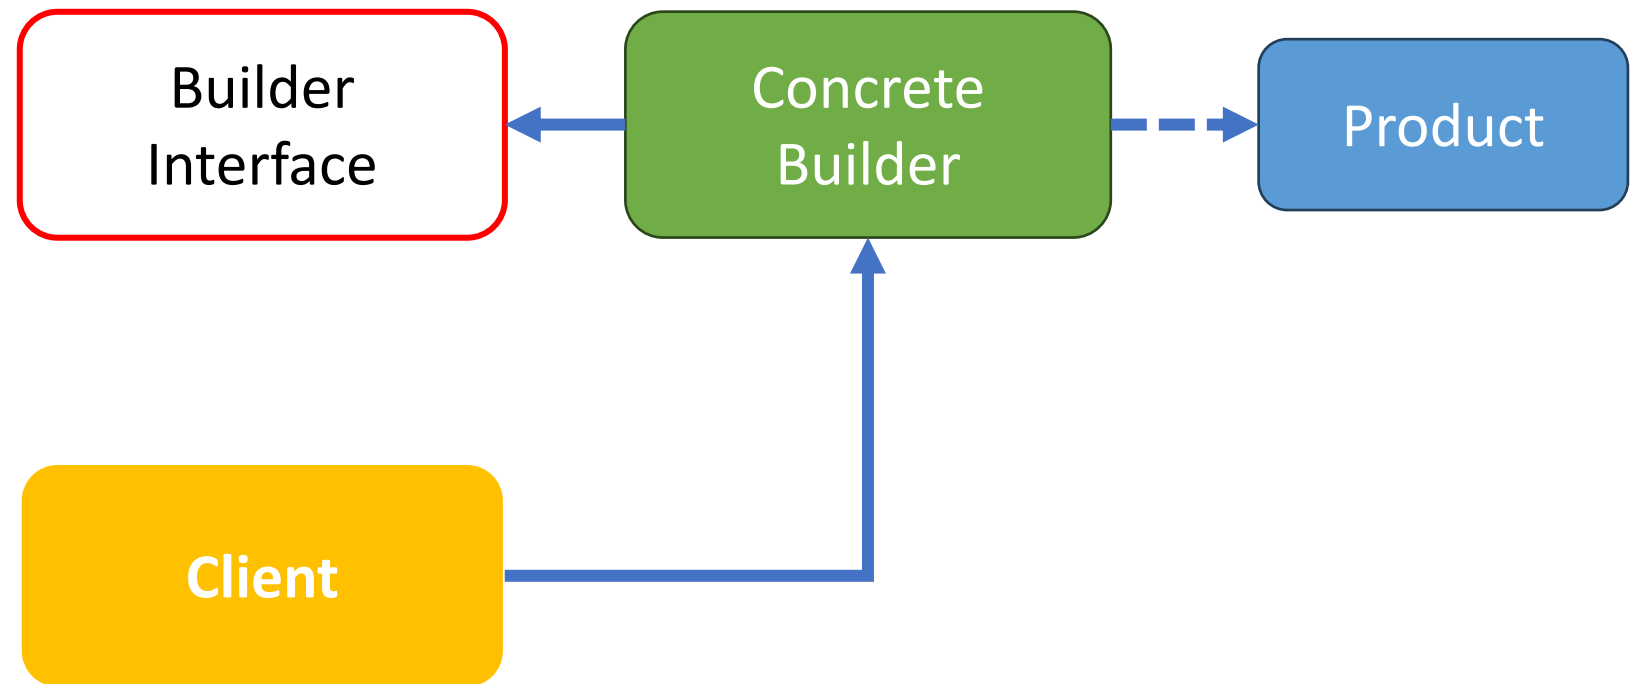 Builder
Interface
Concrete
Builder
Product
Client